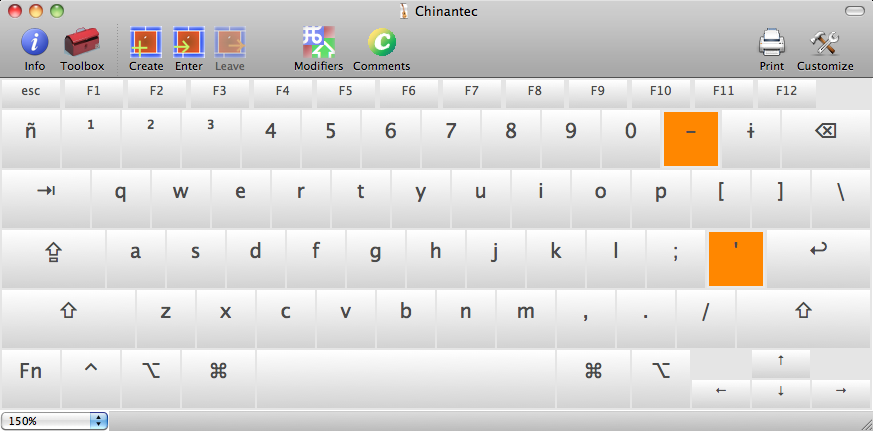 Chinantec
Info Toolbox Create Enter Leave Modifiers Comments Print Customize
esc F1 F2 F3 F4 F5 F6 F7 F8 F9 F10 F11 F12
ñ ¹ ² ³ 4 5 6 7 8 9 0 - ɨ ⌫
⇥ q w e r t y u i o p [ ] \
⇪ a s d f g h j k l ; ' ↩
⇧ z x c v b n m , . / ⇧
Fn ^ ⌥ ⌘ ⌘ ⌥ ↑
← ↓ →
150%